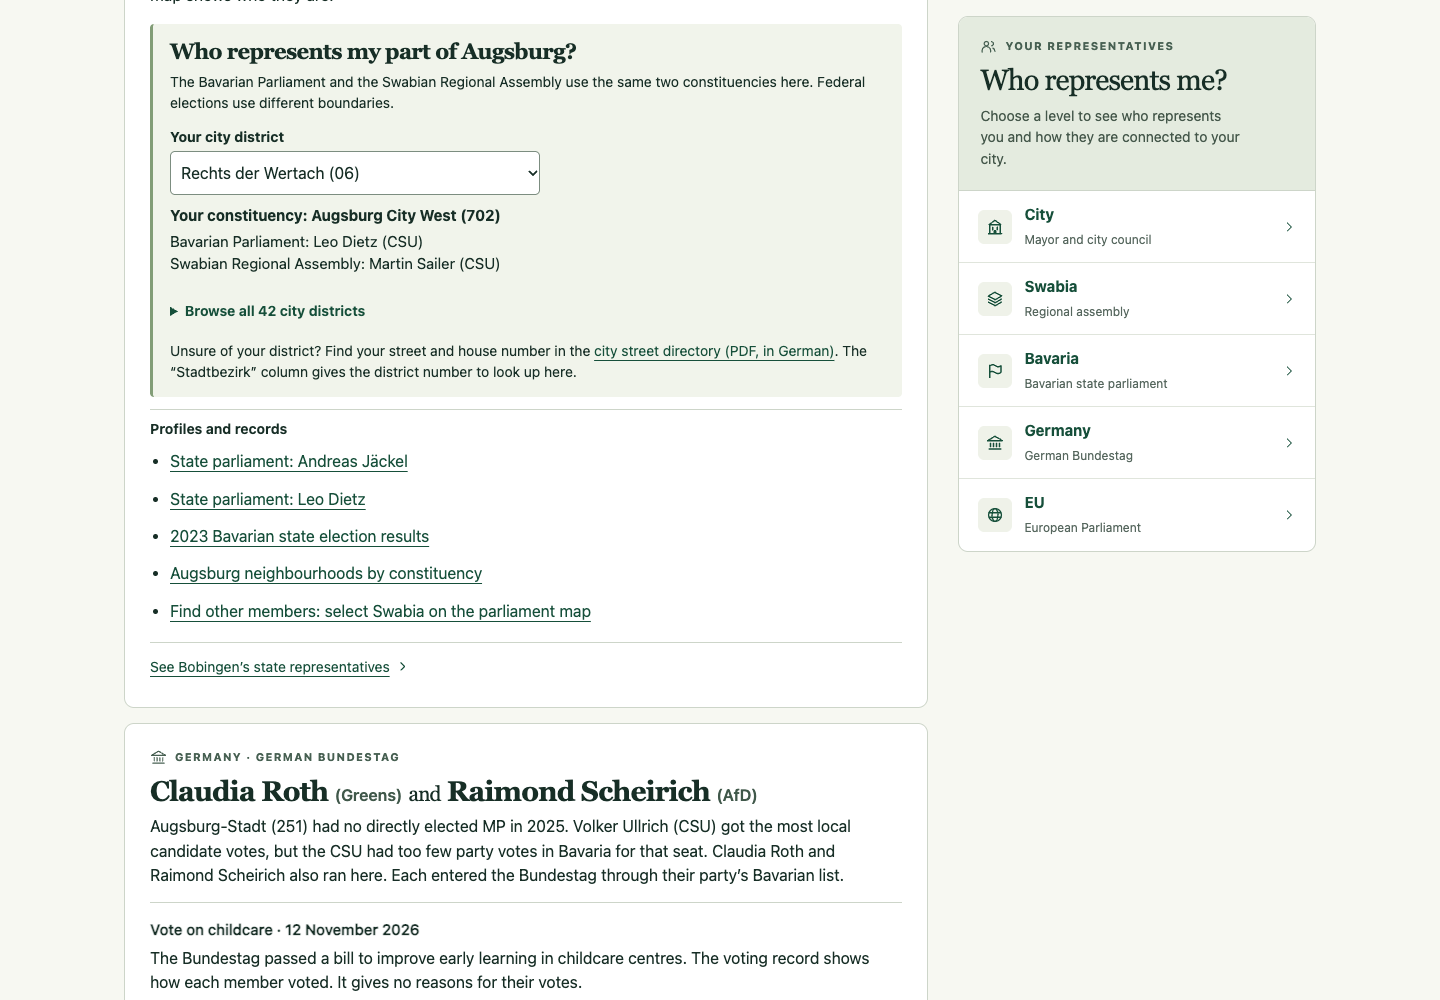 Who represents my part of Augsburg?
The Bavarian Parliament and the Swabian Regional Assembly use the same two constituencies here. Federal
elections use different boundaries.
Your city district
Rechts der Wertach (06)
Your constituency: Augsburg City West (702)
Bavarian Parliament: Leo Dietz (CSU)
Swabian Regional Assembly: Martin Sailer (CSU)
Browse all 42 city districts
Unsure of your district? Find your street and house number in the city street directory (PDF, in German). The
“Stadtbezirk” column gives the district number to look up here.
Profiles and records
State parliament: Andreas Jäckel
State parliament: Leo Dietz
2023 Bavarian state election results
Augsburg neighbourhoods by constituency
Find other members: select Swabia on the parliament map
See Bobingen’s state representatives
GERMANY · GERMAN BUNDESTAG
Claudia Roth (Greens) and Raimond Scheirich (AfD)
Augsburg-Stadt (251) had no directly elected MP in 2025. Volker Ullrich (CSU) got the most local
candidate votes, but the CSU had too few party votes in Bavaria for that seat. Claudia Roth and
Raimond Scheirich also ran here. Each entered the Bundestag through their party’s Bavarian list.
Vote on childcare · 12 November 2026
The Bundestag passed a bill to improve early learning in childcare centres. The voting record shows
how each member voted. It gives no reasons for their votes.
YOUR REPRESENTATIVES
Who represents me?
Choose a level to see who represents
you and how they are connected to your
city.
City
Mayor and city council
Swabia
Regional assembly
Bavaria
Bavarian state parliament
Germany
German Bundestag
EU
European Parliament